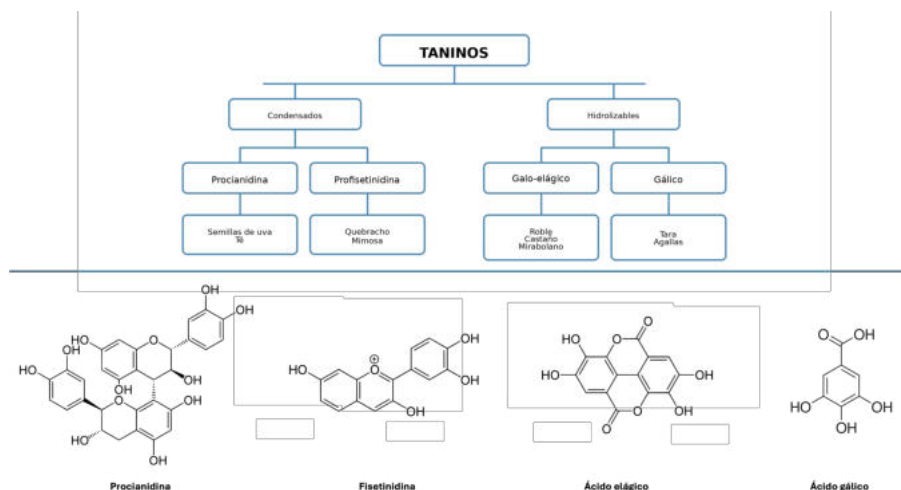 TANINOS
Condensados
Hidrolizables
Procianidina
Profisetinidina
Galo-elágico
Gálico
Semillas de uva
Té
Quebracho
Mimosa
Roble
Castaño
Mirabolano
Tara
Agallas
OH
OH
HO
OH
HO
OH
OH
HO
OH
HO
OH
O
O
HO
OH
HO
O
OH
OH
OH
O
O
HO
HO
OH
OH
O
O
O
OH
HO
OH
OH
Procianidina
Fisetinidina
Ácido elágico
Ácido gálico